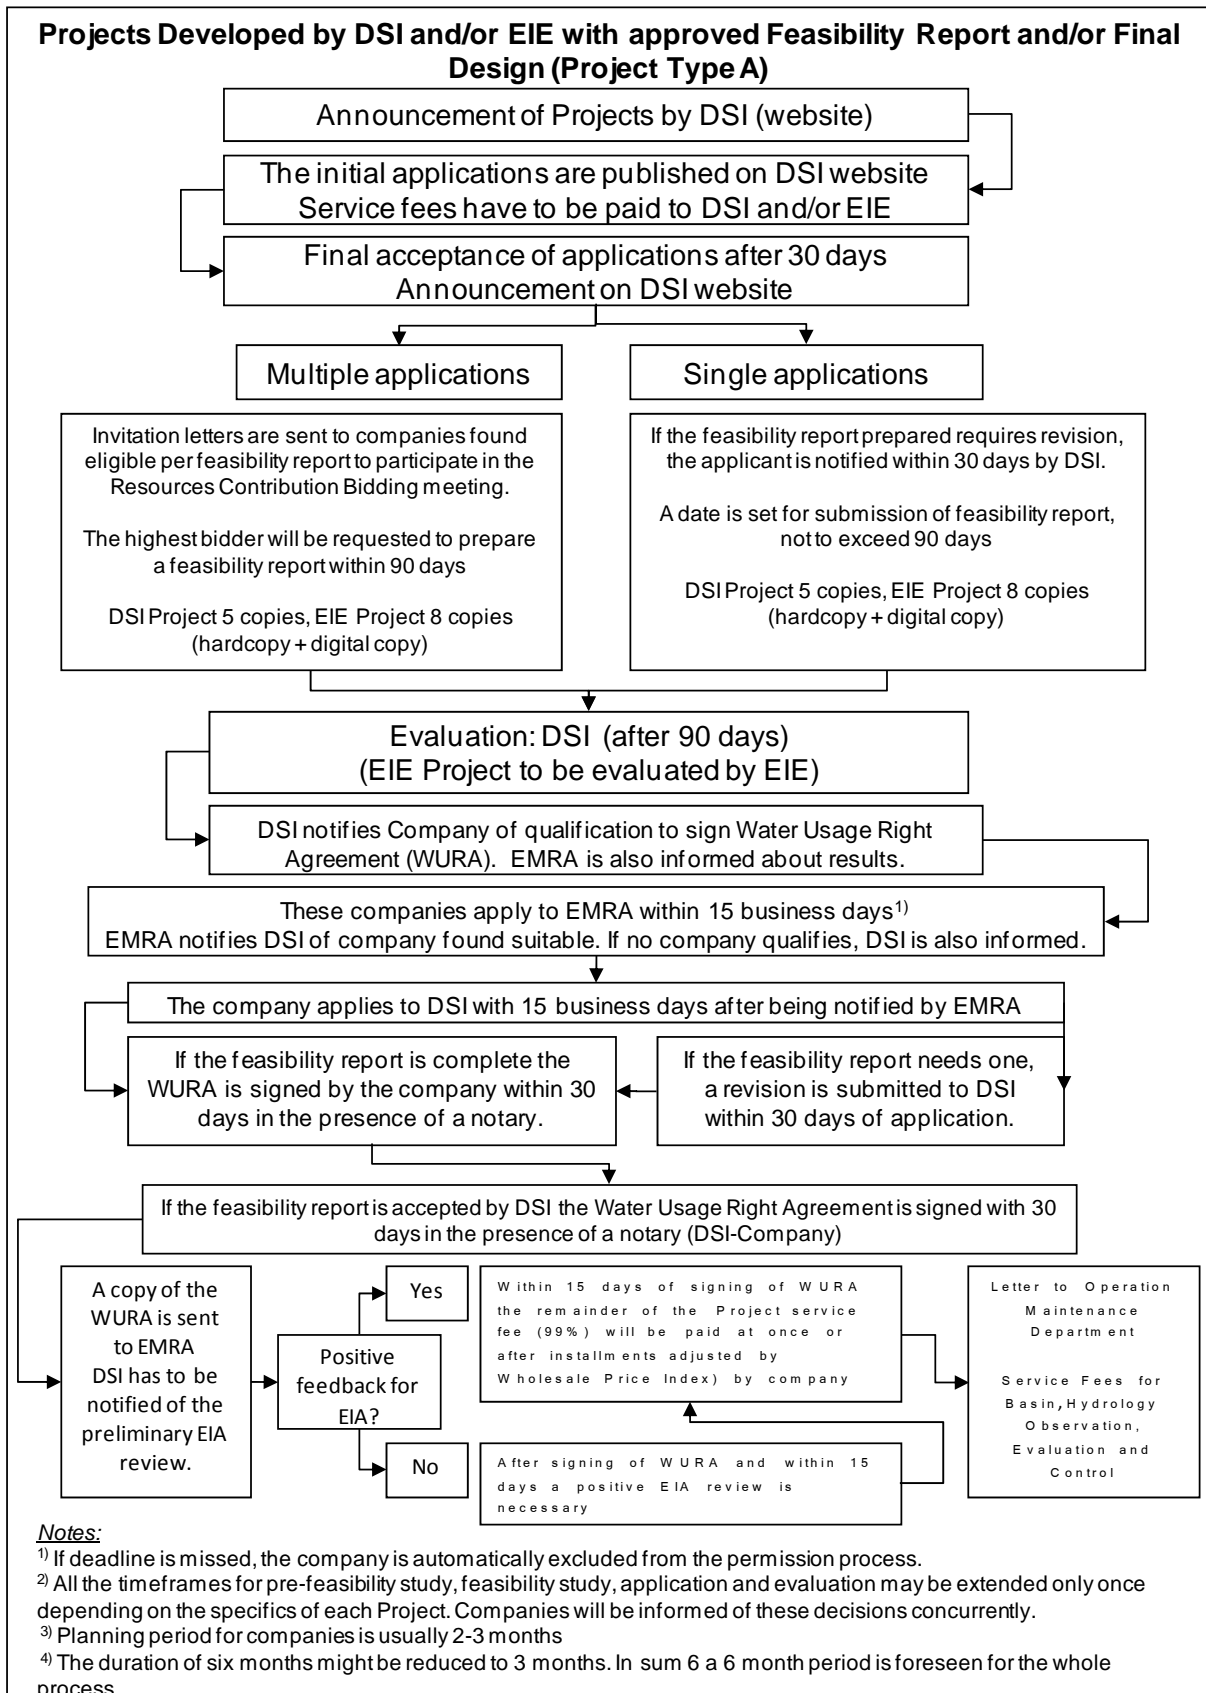 Projects Developed by DSI and/or EIE with approved Feasibility Report and/or Final
Design (Project Type A)
Announcement of Projects by DSI (website)
The initial applications are published on DSI website
Service fees have to be paid to DSI and/or EIE
Final acceptance of applications after 30 days
Announcement on DSI website
Multiple applications
Single applications
Invitation letters are sent to companies found
eligible per feasibility report to participate in the
Resources Contribution Bidding meeting.
The highest bidder will be requested to prepare
a feasibility report within 90 days
DSI Project 5 copies, EIE Project 8 copies
(hardcopy + digital copy)
If the feasibility report prepared requires revision,
the applicant is notified within 30 days by DSI.
A date is set for submission of feasibility report,
not to exceed 90 days
DSI Project 5 copies, EIE Project 8 copies
(hardcopy + digital copy)
Evaluation: DSI (after 90 days)
(EIE Project to be evaluated by EIE)
DSI notifies Company of qualification to sign Water Usage Right
Agreement (WURA). EMRA is also informed about results.
These companies apply to EMRA within 15 business days1)
EMRA notifies DSI of company found suitable. If no company qualifies, DSI is also informed.
The company applies to DSI with 15 business days after being notified by EMRA
If the feasibility report is complete the
WURA is signed by the company within 30
days in the presence of a notary.
If the feasibility report needs one,
a revision is submitted to DSI
within 30 days of application.
If the feasibility report is accepted by DSI the Water Usage Right Agreement is signed with 30
days in the presence of a notary (DSI-Company)
A copy of the
WURA is sent
to EMRA
DSI has to be
notified of the
preliminary EIA
review.
Positive
feedback for
EIA?
Yes
No
Within 15 days of signing of WURA
the remainder of the Project service
fee (99%) will be paid at once or
after installments adjusted by
Wholesale Price Index) by company
After signing of WURA and within 15
days a positive EIA review is
necessary
Letter to Operation
Maintenance
Department
Service Fees for
Basin, Hydrology
Observation,
Evaluation and
Control
Notes:
1) If deadline is missed, the company is automatically excluded from the permission process.
2) All the timeframes for pre-feasibility study, feasibility study, application and evaluation may be extended only once
depending on the specifics of each Project. Companies will be informed of these decisions concurrently.
3) Planning period for companies is usually 2-3 months
4) The duration of six months might be reduced to 3 months. In sum 6 a 6 month period is foreseen for the whole
process